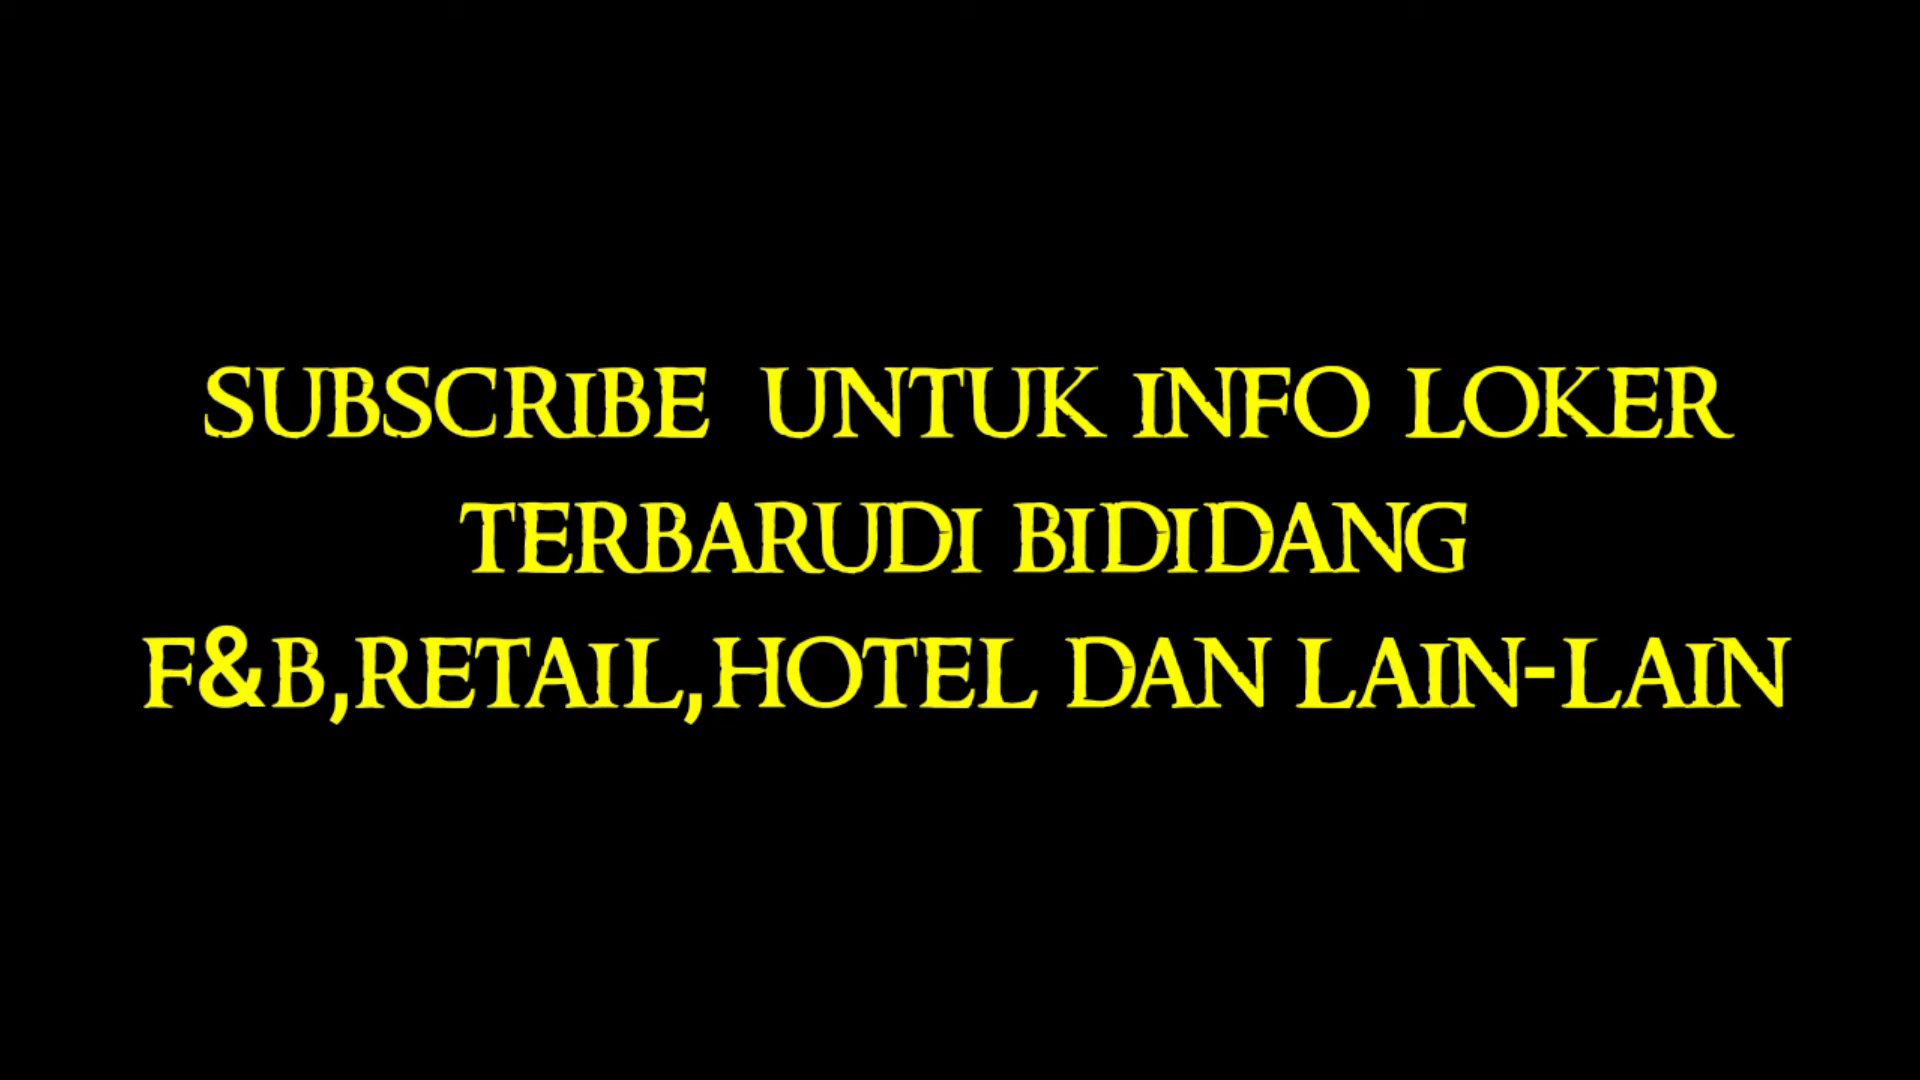 SUBSCRIBE  UNTUK INFO LOKER
TERBARUDI BIDIDANG
F&B,RETAIL,HOTEL DAN LAIN-LAIN